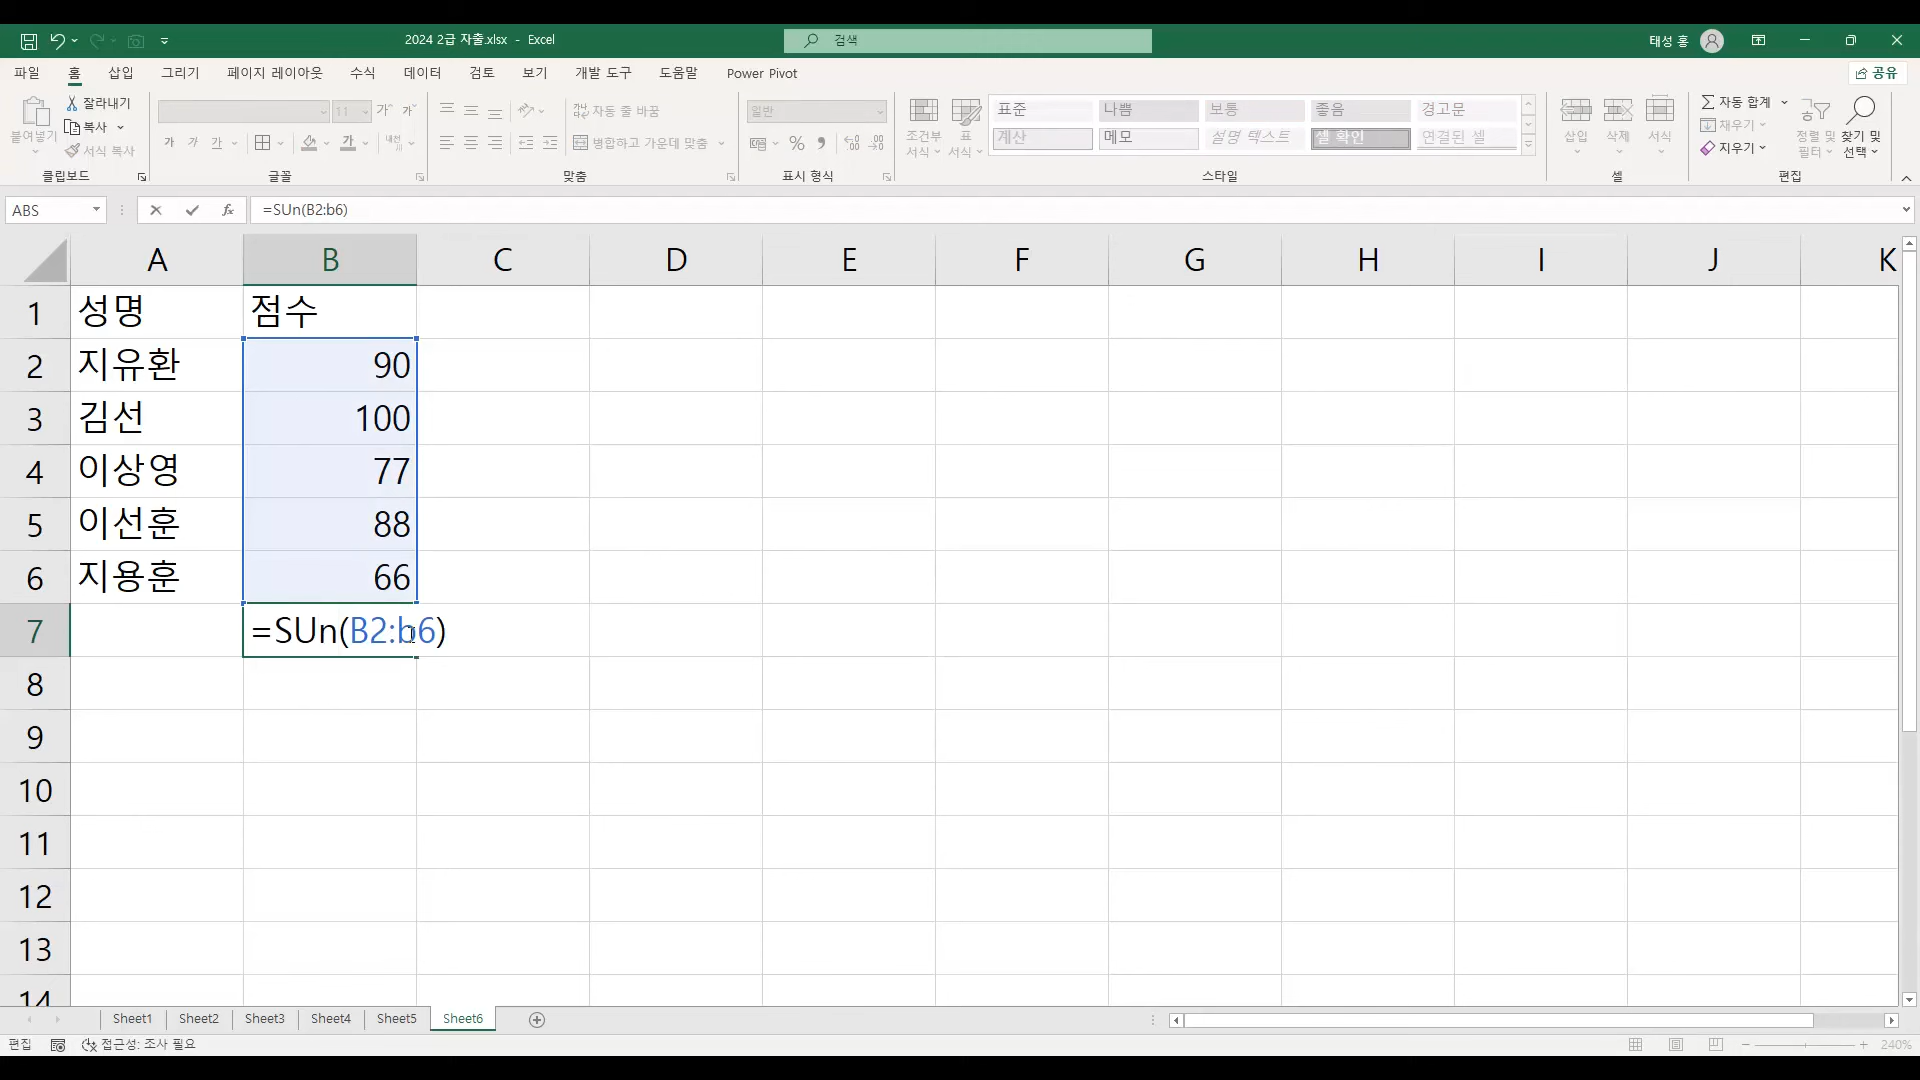 2024 2급 자출.xlsx - Excel
검색
태성 홍
파일 홈 삽입 그리기 페이지 레이아웃 수식 데이터 검토 보기 개발 도구 도움말 Power Pivot
공유
붙여넣기
잘라내기
복사
서식 복사
클립보드
11
가 가 가
가
내천
글꼴
자동 줄 바꿈
병합하고 가운데 맞춤
맞춤
일반
표시 형식
조건부 서식
표 서식
표준 나쁨 보통 좋음 경고문
계산 메모 설명 텍스트 셀 확인 연결된 셀
스타일
삽입 삭제 서식
셀
자동 합계
채우기
지우기
정렬 및 필터
찾기 및 선택
편집
ABS
fx
=SUn(B2:b6)
A B C D E F G H I J K
1 성명 점수
2 지유환 90
3 김선 100
4 이상영 77
5 이선훈 88
6 지용훈 66
7 =SUn(B2:b6)
8
9
10
11
12
13
14
Sheet1 Sheet2 Sheet3 Sheet4 Sheet5 Sheet6
편집 접근성: 조사 필요
240%